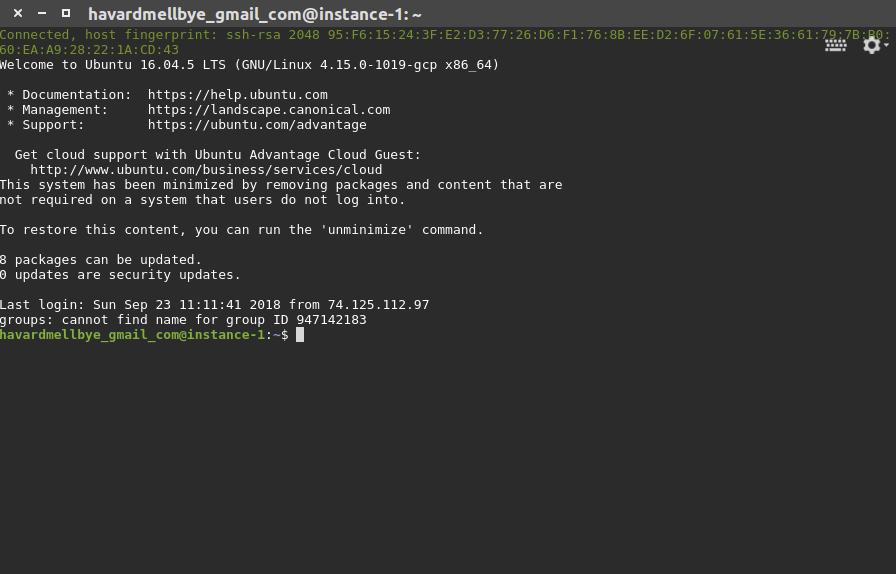 havardmellbye_gmail_com@instance-1: ~
Connected, host fingerprint: ssh-rsa 2048 95:F6:15:24:3F:E2:D3:77:26:D6:F1:76:8B:EE:D2:6F:07:61:5E:36:61:79:7B:B0:
60:EA:A9:28:22:1A:CD:43
Welcome to Ubuntu 16.04.5 LTS (GNU/Linux 4.15.0-1019-gcp x86_64)
* Documentation:  https://help.ubuntu.com
* Management:     https://landscape.canonical.com
* Support:        https://ubuntu.com/advantage
Get cloud support with Ubuntu Advantage Cloud Guest:
http://www.ubuntu.com/business/services/cloud
This system has been minimized by removing packages and content that are
not required on a system that users do not log into.
To restore this content, you can run the 'unminimize' command.
8 packages can be updated.
0 updates are security updates.
Last login: Sun Sep 23 11:11:41 2018 from 74.125.112.97
groups: cannot find name for group ID 947142183
havardmellbye_gmail_com@instance-1:~$